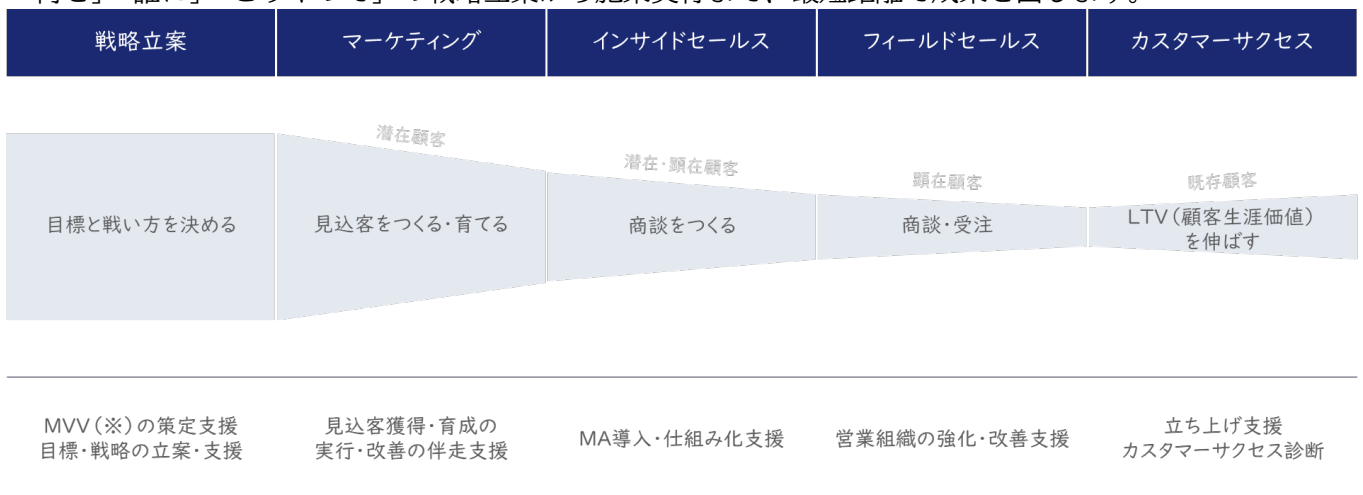 戦略立案
マーケティング
インサイドセールス
フィールドセールス
カスタマーサクセス
潜在顧客
潜在・顕在顧客
顕在顧客
既存顧客
目標と戦い方を決める
見込客をつくる・育てる
商談をつくる
商談・受注
LTV(顧客生涯価値)
を伸ばす
MVV(※)の策定支援
目標・戦略の立案・支援
見込客獲得・育成の
実行・改善の伴走支援
MA導入・仕組み化支援
営業組織の強化・改善支援
立ち上げ支援
カスタマーサクセス診断